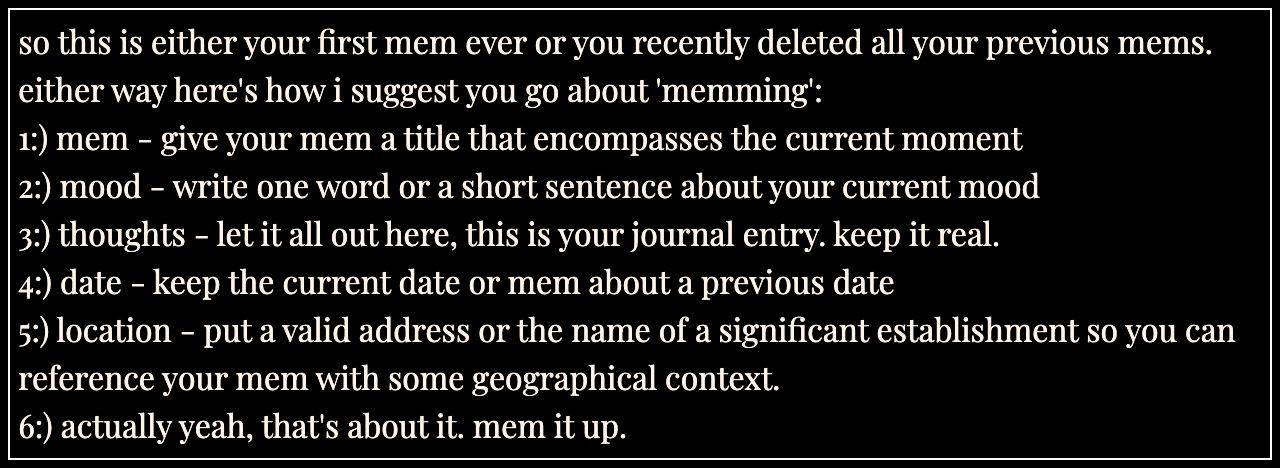 so this is either your first mem ever or you recently deleted all your previous mems.
either way here's how i suggest you go about 'memming':
1:) mem - give your mem a title that encompasses the current moment
2:) mood - write one word or a short sentence about your current mood
3:) thoughts - let it all out here, this is your journal entry. keep it real.
4:) date - keep the current date or mem about a previous date
5:) location - put a valid address or the name of a significant establishment so you can
reference your mem with some geographical context.
6:) actually yeah, that's about it. mem it up.